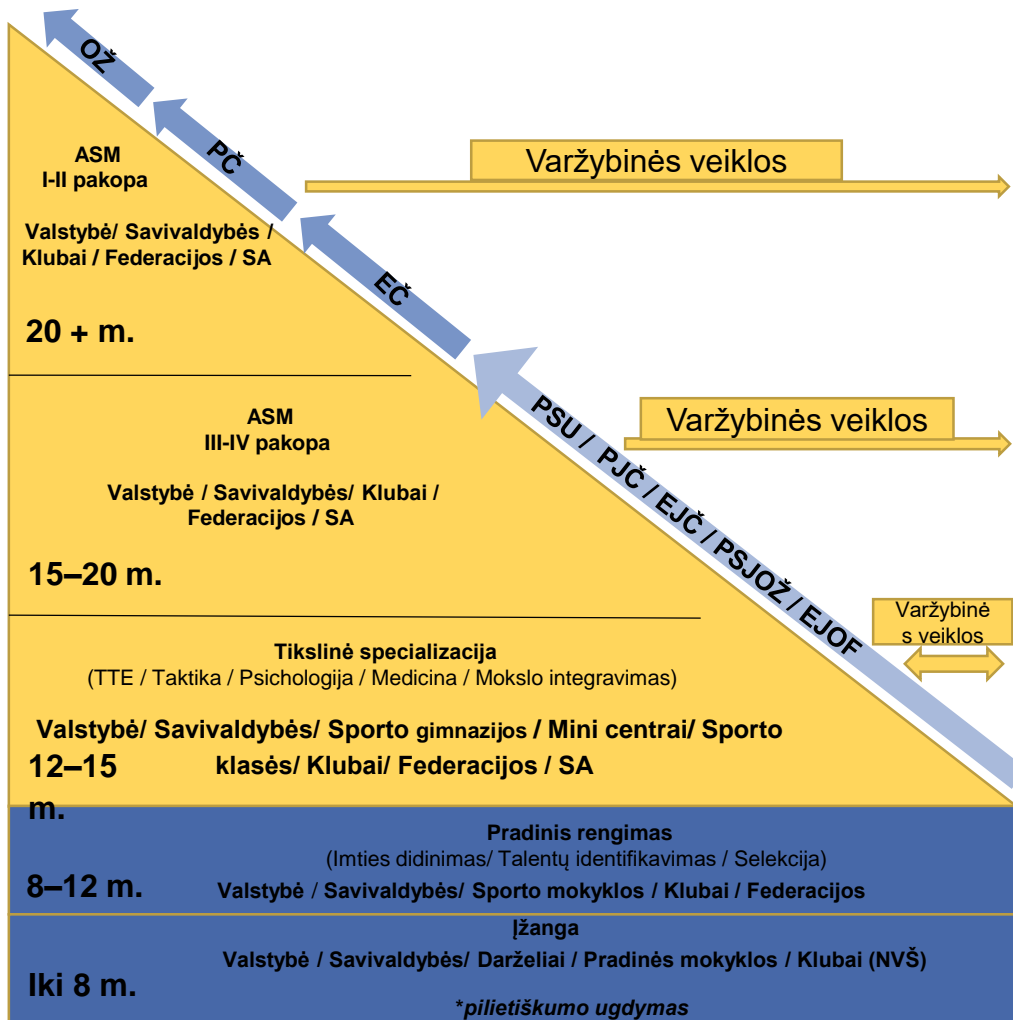 OŽ
PČ
EČ
PSU / PJČ / EJČ / PSJOŽ / EJOF
Varžybinės veiklos
Varžybinės veiklos
Varžybinė
s veiklos
ASM
I-II pakopa
Valstybė/ Savivaldybės /
Klubai / Federacijos / SA
20 + m.
ASM
III-IV pakopa
Valstybė / Savivaldybės/ Klubai /
Federacijos / SA
15–20 m.
Tikslinė specializacija
(TTE / Taktika / Psichologija / Medicina / Mokslo integravimas)
Valstybė/ Savivaldybės/ Sporto gimnazijos / Mini centrai/ Sporto
klasės/ Klubai/ Federacijos / SA
12–15
m.
Pradinis rengimas
(Imties didinimas/ Talentų identifikavimas / Selekcija)
8–12 m.
Valstybė / Savivaldybės/ Sporto mokyklos / Klubai / Federacijos
Įžanga
Valstybė / Savivaldybės/ Darželiai / Pradinės mokyklos / Klubai (NVŠ)
Iki 8 m.
*pilietiškumo ugdymas